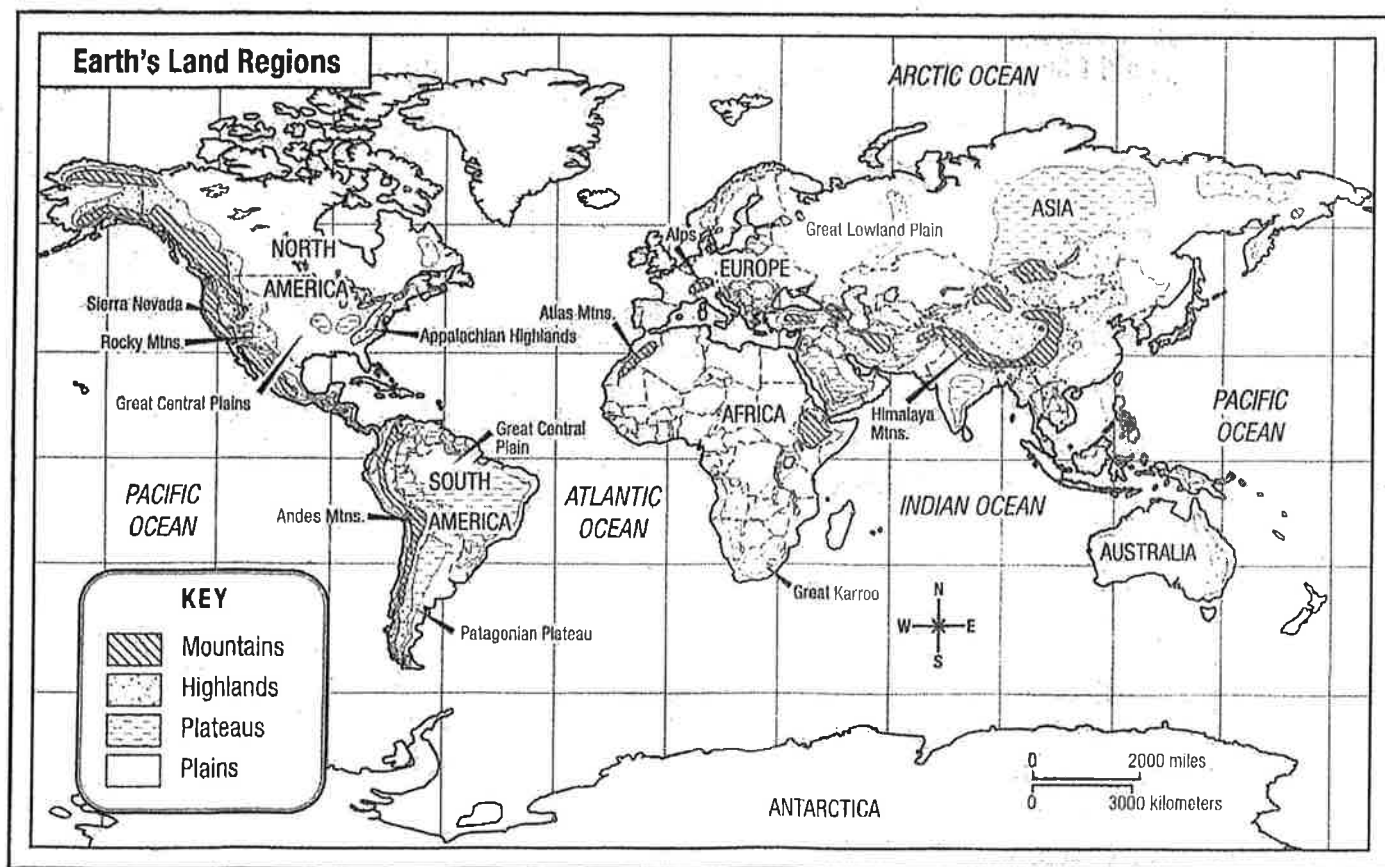 Earth's Land Regions
ARCTIC OCEAN
ASIA
Great Lowland Plain
Alps
NORTH
EUROPE
AMERICA
Sierra Nevada
Atlas Mtns.
Rocky Mtns.
Appalachian Highlands
Great Central Plains
AFRICA
Himalaya
Mtns.
PACIFIC
OCEAN
Great Central
Plain
SOUTH
AMERICA
PACIFIC
OCEAN
Andes Mtns.
ATLANTIC
OCEAN
INDIAN OCEAN
AUSTRALIA
Great Karroo
Patagonian Plateau
N
W E
S
KEY
Mountains
Highlands
Plateaus
Plains
0 2000 miles
0 3000 kilometers
ANTARCTICA